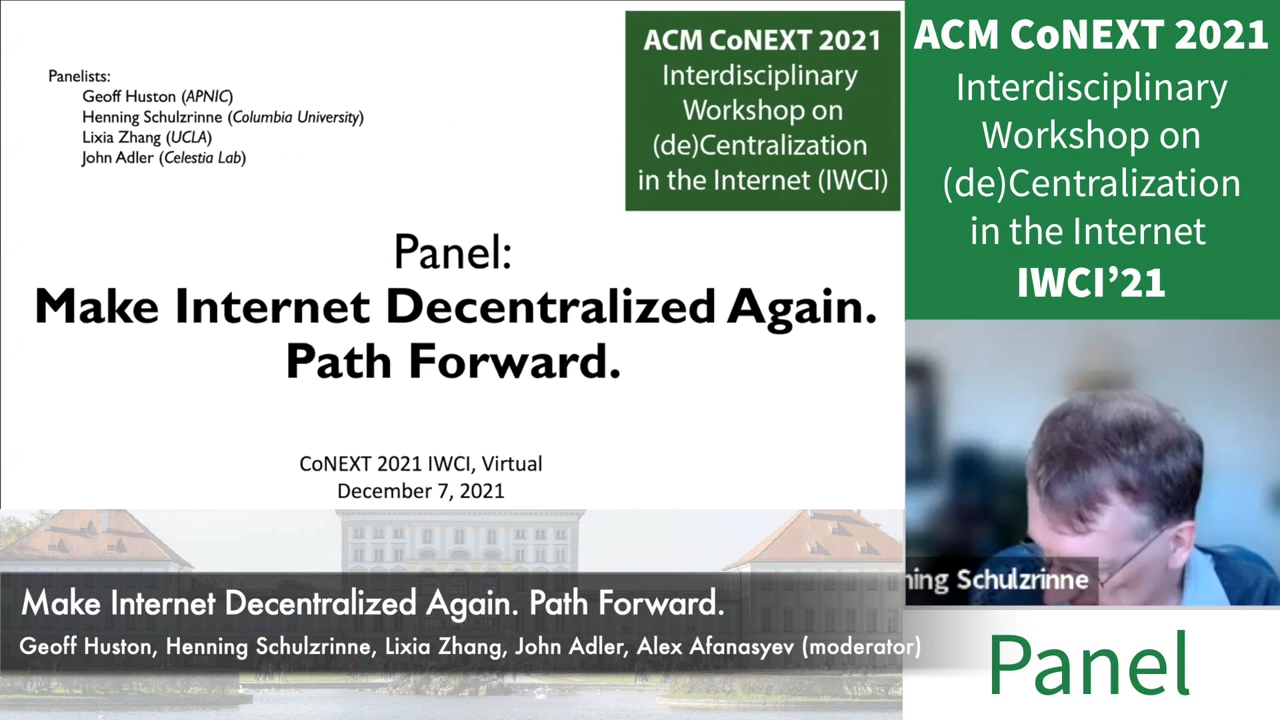 Panelists:
Geoff Huston (APNIC)
Henning Schulzrinne (Columbia University)
Lixia Zhang (UCLA)
John Adler (Celestia Lab)
ACM CoNEXT 2021
Interdisciplinary
Workshop on
(de)Centralization
in the Internet (IWCI)
Panel:
Make Internet Decentralized Again.
Path Forward.
CoNEXT 2021 IWCI, Virtual
December 7, 2021
Make Internet Decentralized Again. Path Forward.
Geoff Huston, Henning Schulzrinne, Lixia Zhang, John Adler, Alex Afanasyev (moderator)
ACM CoNEXT 2021
Interdisciplinary
Workshop on
(de)Centralization
in the Internet
IWCI'21
ning Schulzrinne
Panel